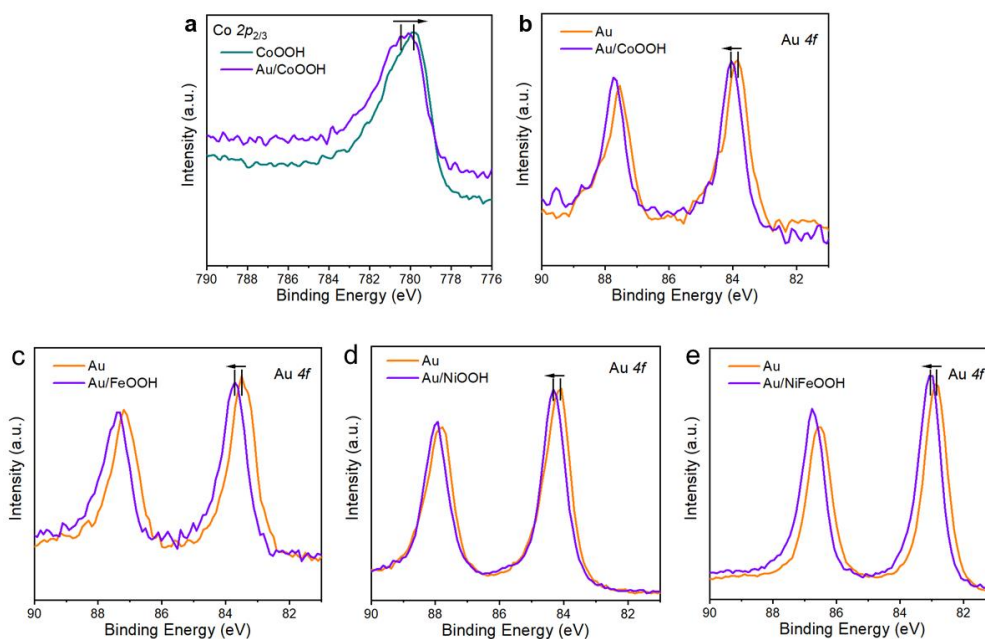 a
Co 2p2/3
CoOOH
Au/CoOOH
Intensity (a.u.)
790 788 786 784 782 780 778 776
Binding Energy (eV)
b
Au
Au/CoOOH
Au 4f
Intensity (a.u.)
90 88 86 84 82
Binding Energy (eV)
c
Au
Au/FeOOH
Au 4f
Intensity (a.u.)
90 88 86 84 82
Binding Energy (eV)
d
Au
Au/NiOOH
Au 4f
Intensity (a.u.)
90 88 86 84 82
Binding Energy (eV)
e
Au
Au/NiFeOOH
Au 4f
Intensity (a.u.)
90 88 86 84 82
Binding Energy (eV)